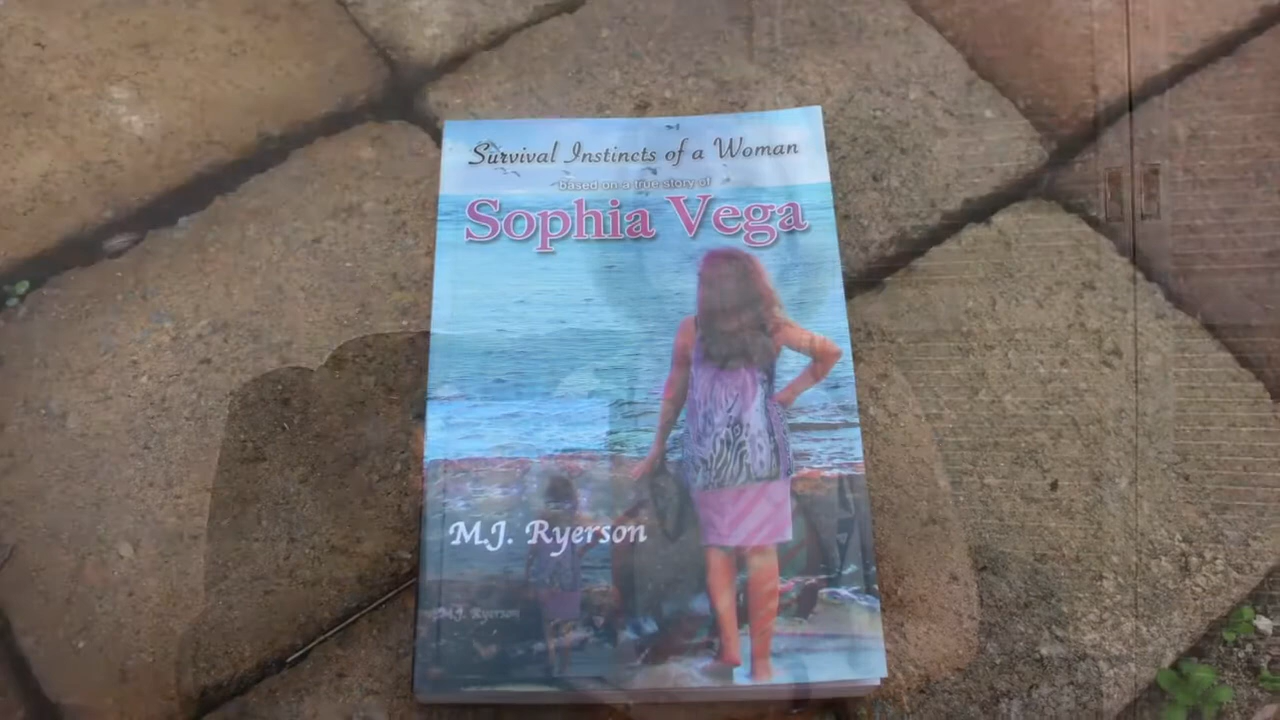 Survival Instincts of a Woman
based on a true story of
Sophia Vega
M.J. Ryerson
M.J. Ryerson